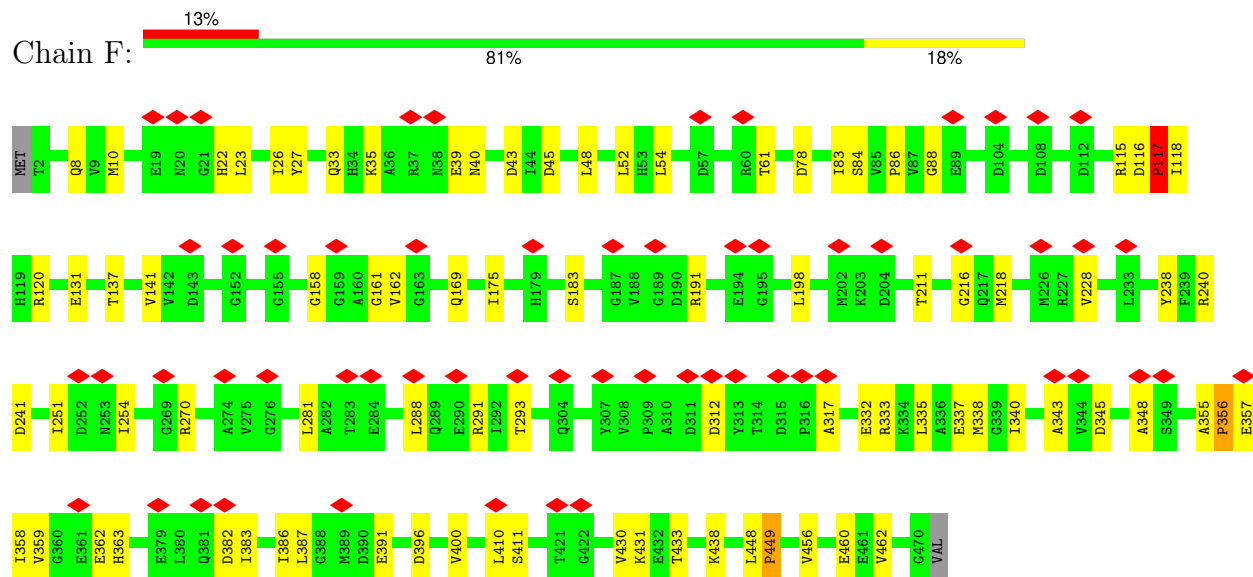 13%
Chain F:
81% 18%
MET T2 Q8 V9 M10 E19 N20 G21 H22 L23 I26 Y27 Q33 H34 K35 A36 R37 N38 E39 N40 D43 I44 D45 L48 L52 H53 L54 D57 R60 T61 D78 I83 S84 V85 P86 V87 G88 E89 D104 D108 D112 R115 D116 P117 I118
H119 R120 E131 T137 V141 V142 D143 G152 G155 G158 G159 A160 G161 V162 G163 Q169 I175 H179 S183 G187 V188 G189 D190 R191 E194 G195 L198 M202 K203 D204 T211 G216 Q217 M218 M226 R227 V228 L233 Y238 F239 R240
D241 I251 D252 N253 I254 G269 R270 A274 V275 G276 L281 A282 T283 E284 L288 Q289 E290 R291 I292 T293 Q304 Y307 V308 P309 A310 D311 D312 Y313 T314 D315 P316 A317 E332 R333 K334 L335 A336 E337 M338 G339 I340 A343 V344 D345 A348 S349 A355 P356 E357
I358 V359 G360 E361 E362 H363 E379 L380 Q381 D382 I383 I386 L387 G388 M389 D390 E391 D396 V400 L410 S411 T421 G422 V430 K431 E432 T433 K438 L448 P449 V456 E460 E461 V462 G470 VAL